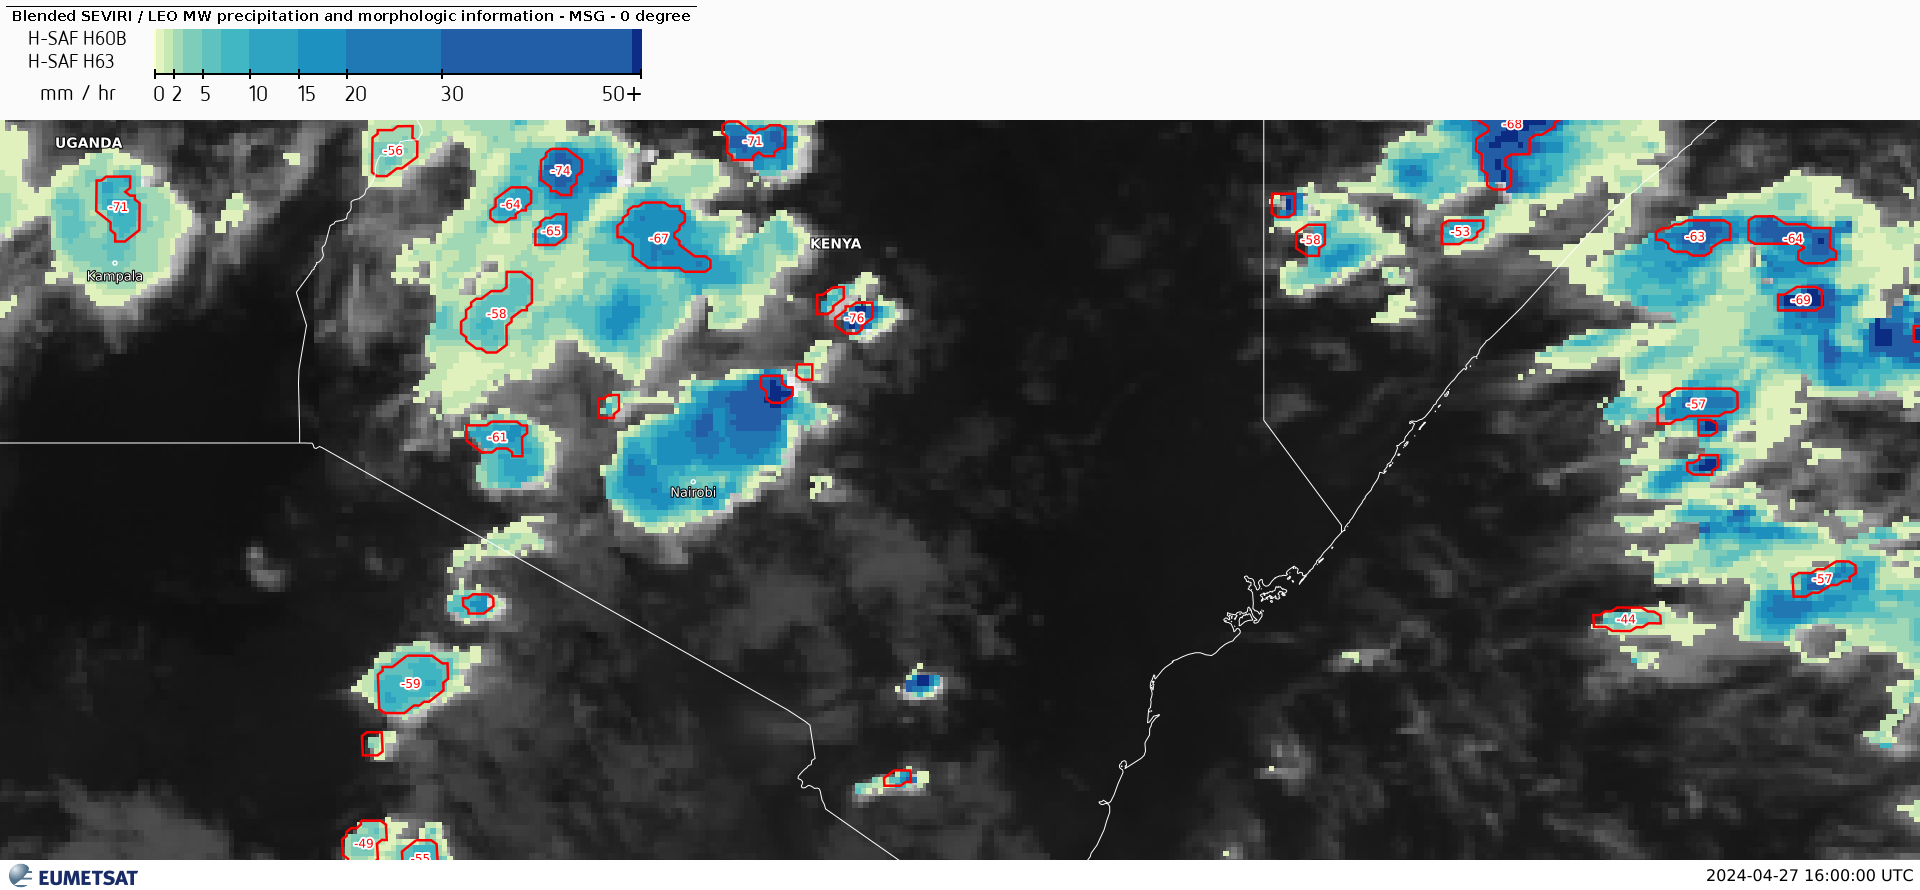 Blended SEVIRI / LEO MW precipitation and morphologic information - MSG - 0 degree
H-SAF H60B
H-SAF H63
mm / hr 0 2 5 10 15 20 30 50+
UGANDA
-56
-74
-71
-68
-71
-64
-65
-67
KENYA
-58
-53
-63
-64
Kampala
-58
-76
-69
-61
-57
Nairobi
-57
-44
-59
-49
-55
EUMETSAT
2024-04-27 16:00:00 UTC